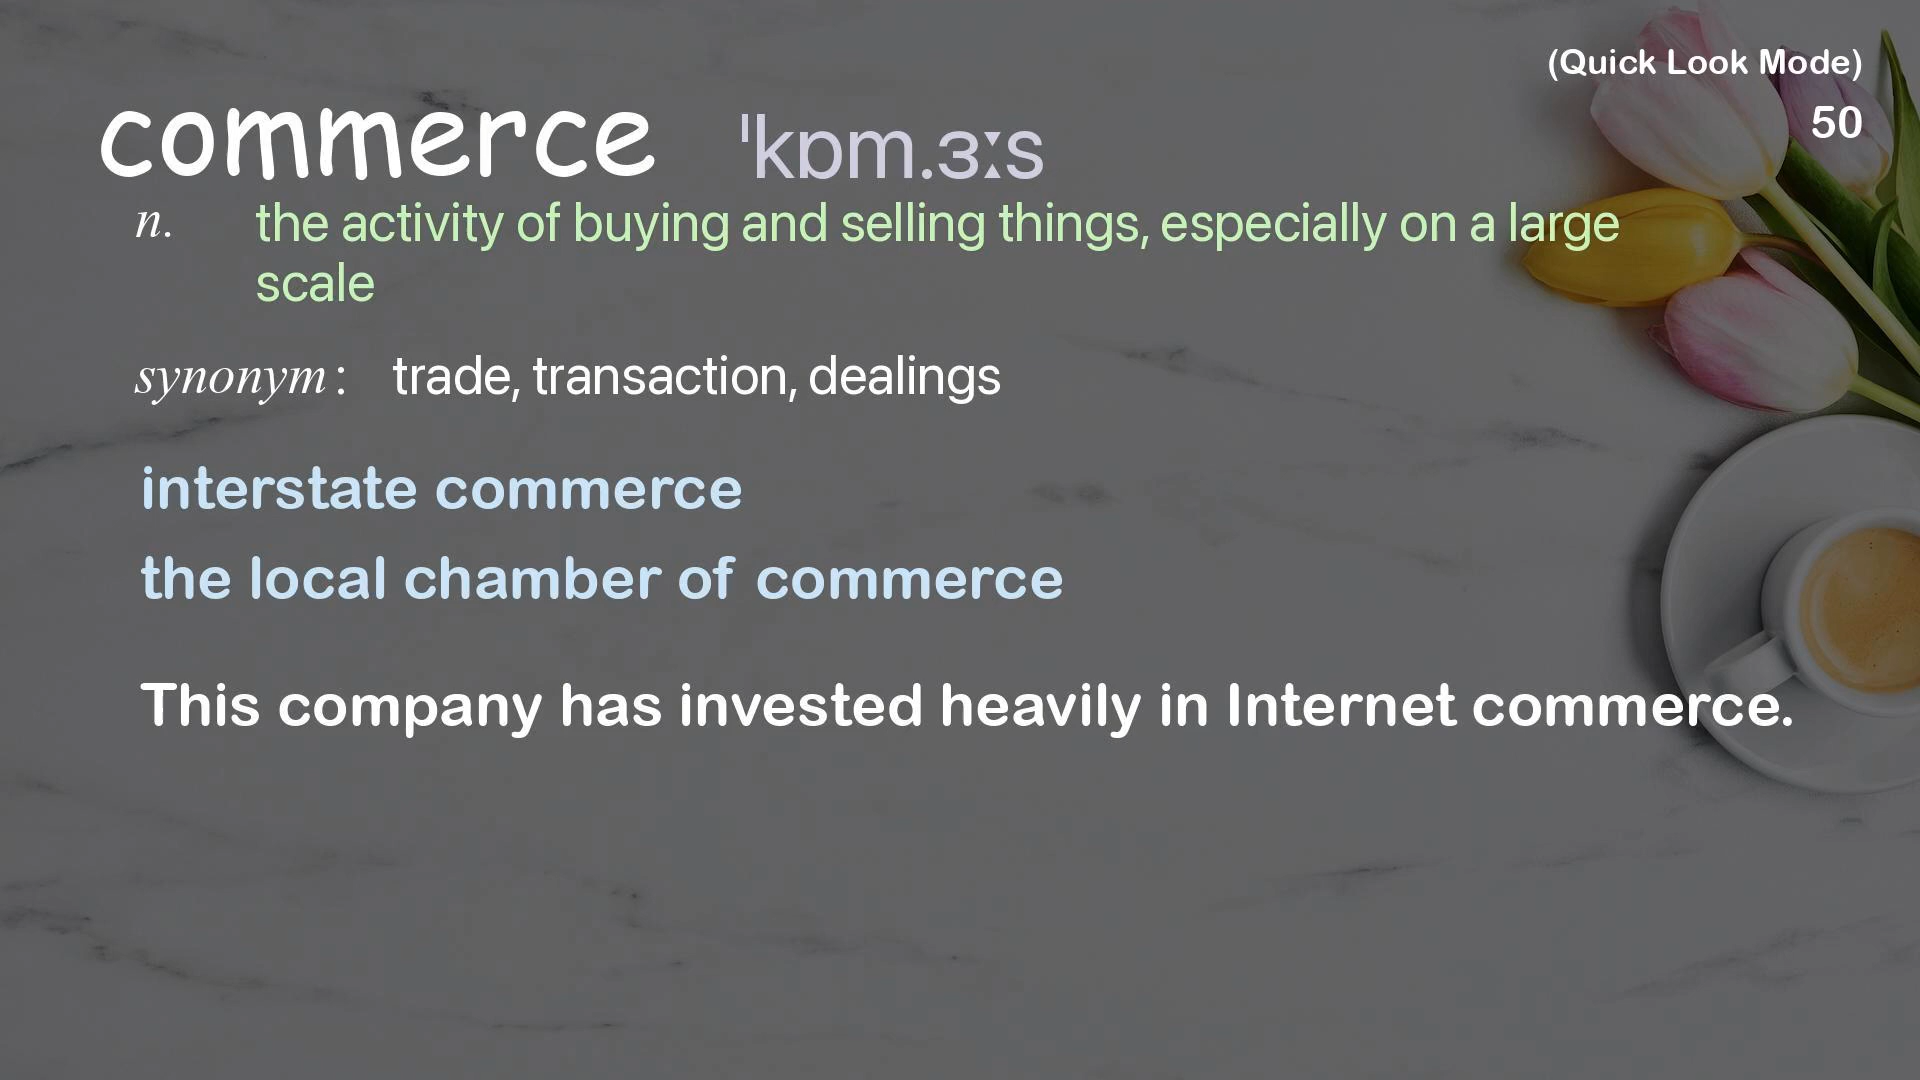 (Quick Look Mode)
50
commerce ˈkɒm.ɜːs
n. the activity of buying and selling things, especially on a large
scale
synonym: trade, transaction, dealings
interstate commerce
the local chamber of commerce
This company has invested heavily in Internet commerce.